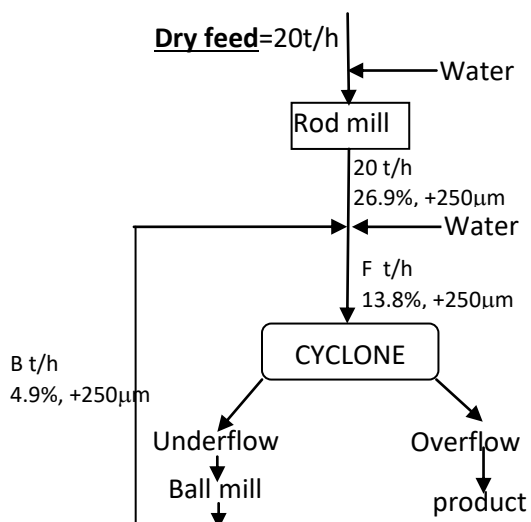 Dry feed=20t/h
Water
Rod mill
20 t/h
26.9%, +250μm
Water
F t/h
13.8%, +250μm
CYCLONE
B t/h
4.9%, +250μm
Underflow
Overflow
Ball mill
product